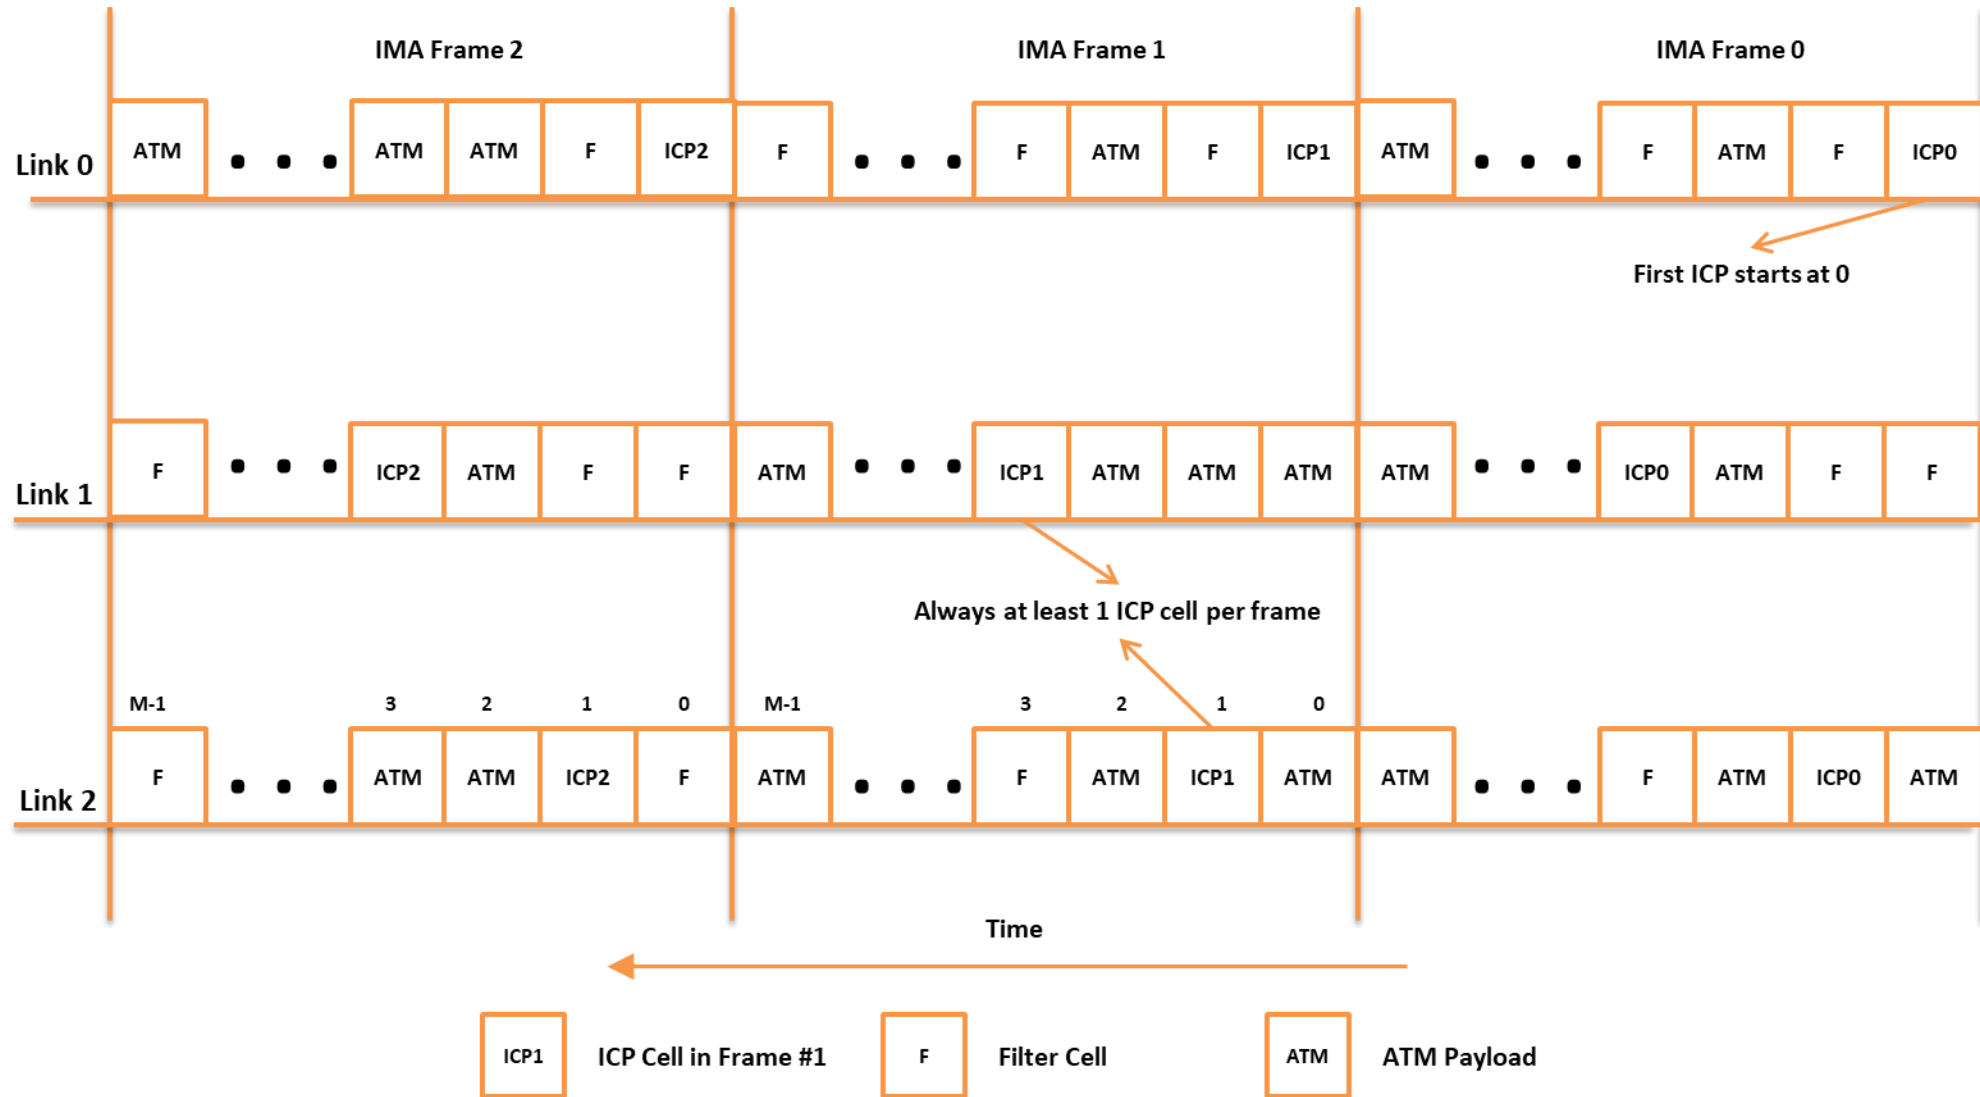 IMA Frame 2 IMA Frame 1 IMA Frame 0
Link 0 ATM ATM ATM F ICP2 F F ATM F ICP1 ATM F ATM F ICP0
First ICP starts at 0
Link 1 F ICP2 ATM F F ATM ICP1 ATM ATM ATM ATM ICP0 ATM F F
Always at least 1 ICP cell per frame
M-1 3 2 1 0 M-1 3 2 1 0
Link 2 F ATM ATM ICP2 F ATM F ATM ICP1 ATM ATM F ATM ICP0 ATM
Time
ICP1 ICP Cell in Frame #1 F Filter Cell ATM ATM Payload